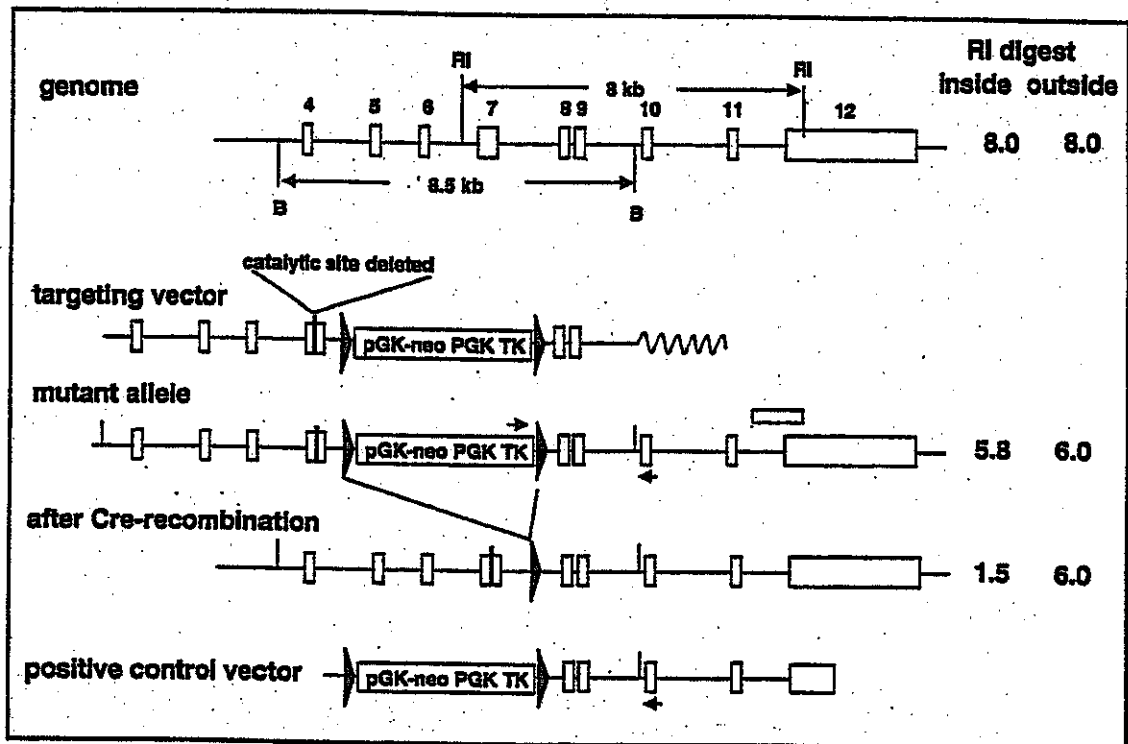 RI digest
inside outside
genome
RI
RI
8 kb
4 5 6 7 8 9 10 11 12
8.0 8.0
8.5 kb
B
B
catalytic site deleted
targeting vector
pGK-neo PGK TK
mutant allele
pGK-neo PGK TK
5.8 6.0
after Cre-recombination
1.5 6.0
positive control vector
pGK-neo PGK TK